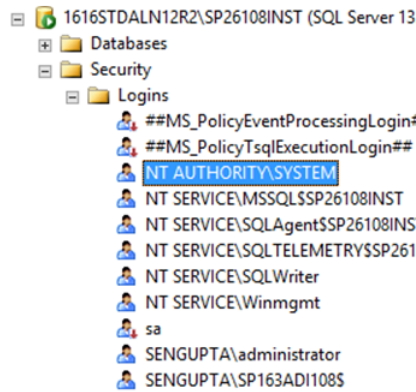 1616STDALN12R2\SP26108INST (SQL Server 13
Databases
Security
Logins
##MS_PolicyEventProcessingLogin#
##MS_PolicyTsqlExecutionLogin##
NT AUTHORITY\SYSTEM
NT SERVICE\MSSQL$SP26108INST
NT SERVICE\SQLAgent$SP26108INS
NT SERVICE\SQLTELEMETRY$SP261
NT SERVICE\SQLWriter
NT SERVICE\Winmgmt
sa
SENGUPTA\administrator
SENGUPTA\SP163ADI108$